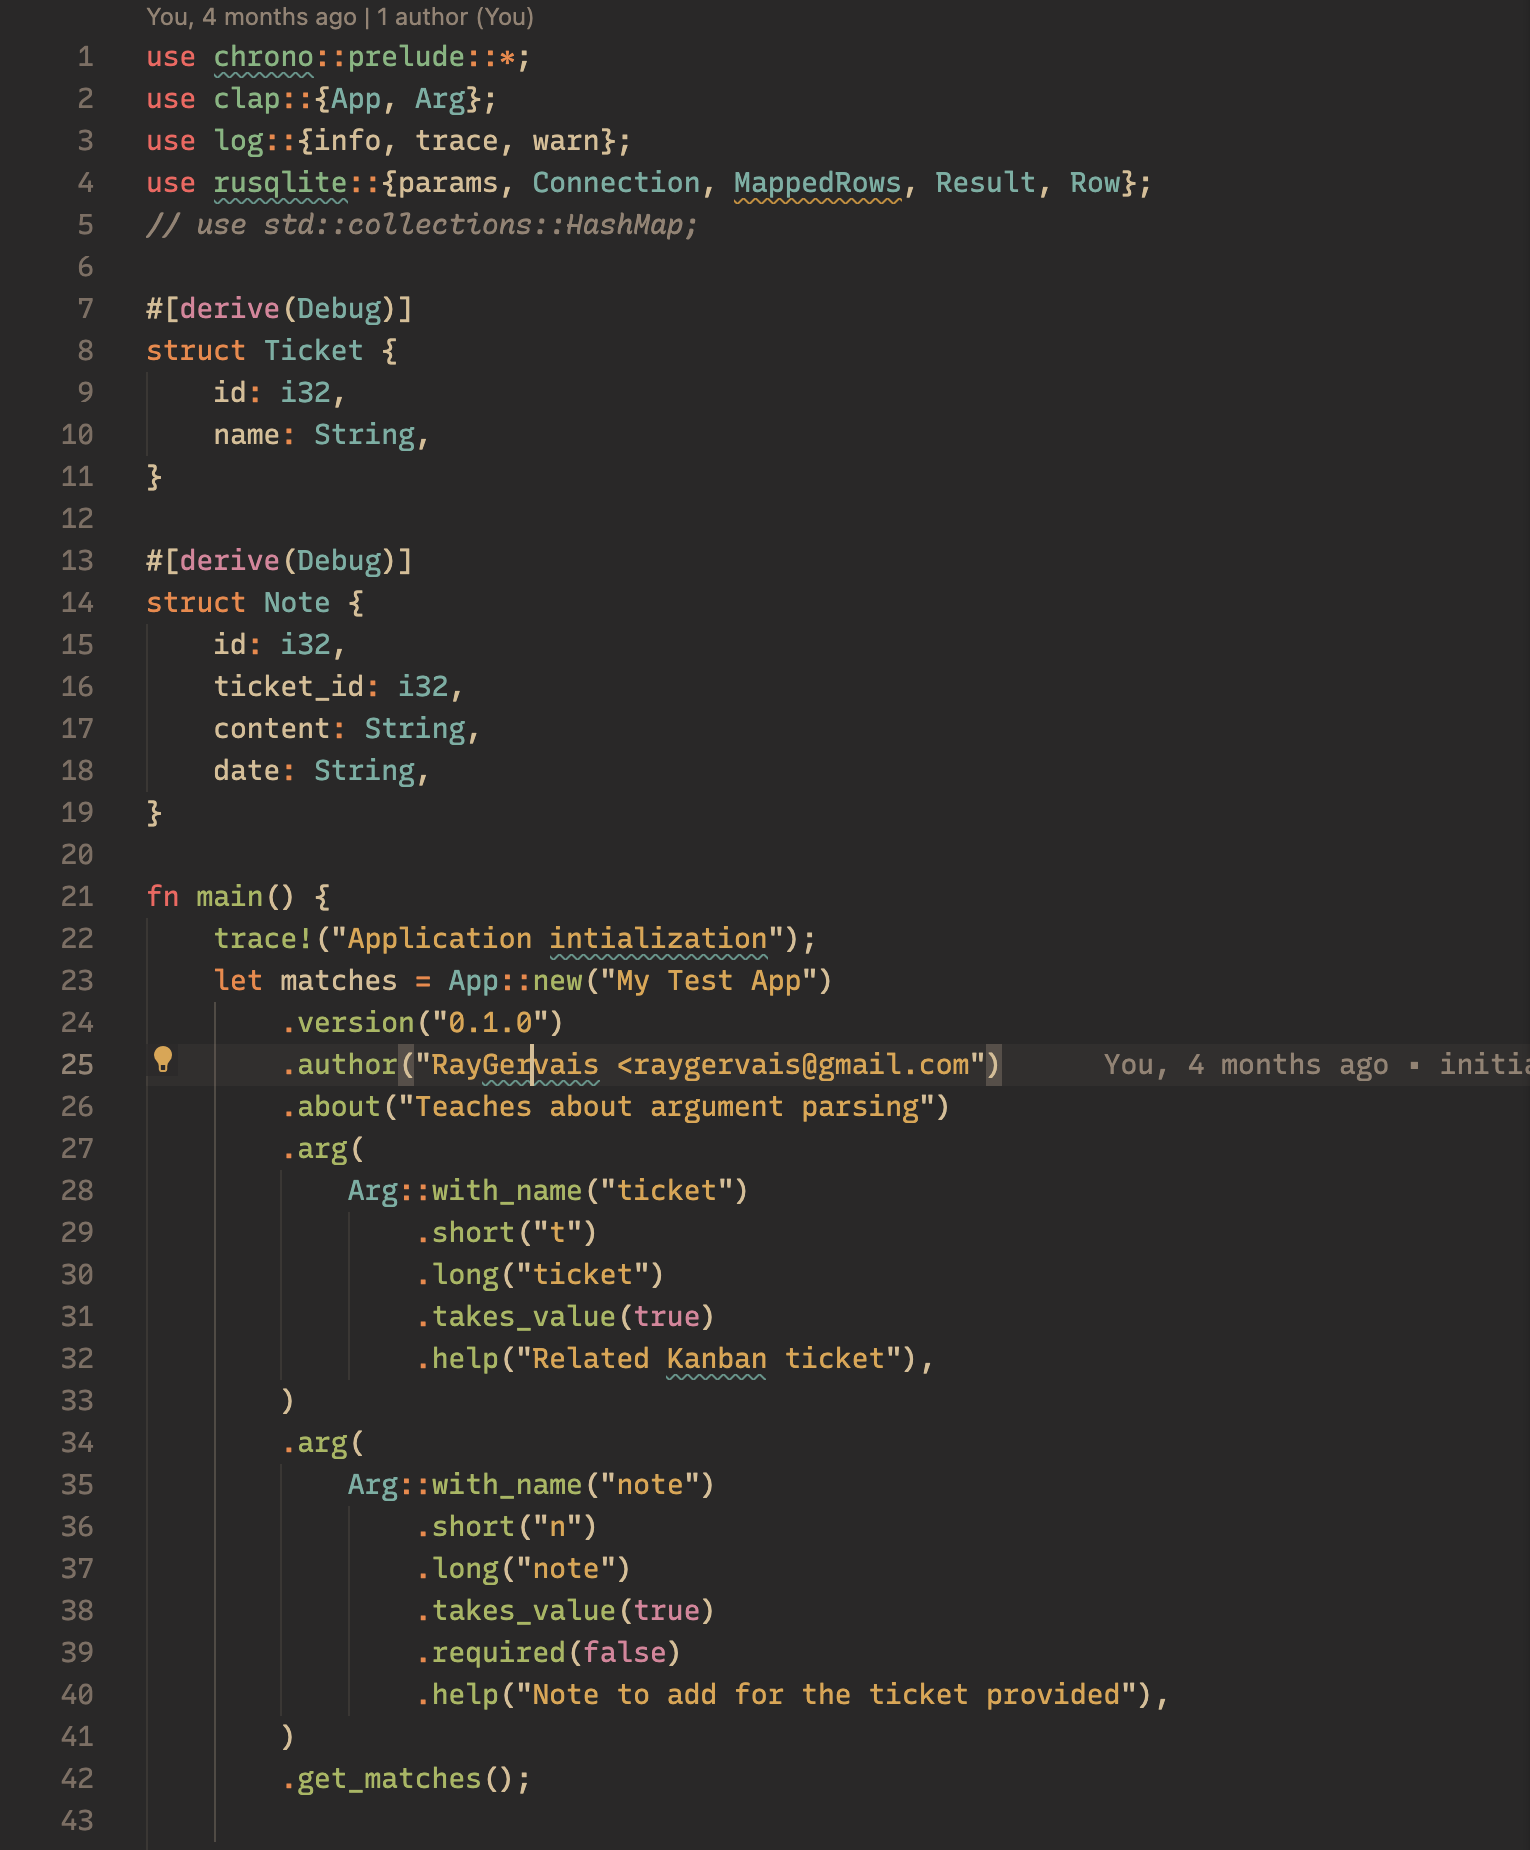 You, 4 months ago | 1 author (You)
1 use chrono::prelude::*;
2 use clap::{App, Arg};
3 use log::{info, trace, warn};
4 use rusqlite::{params, Connection, MappedRows, Result, Row};
5 // use std::collections::HashMap;
6
7 #[derive(Debug)]
8 struct Ticket {
9     id: i32,
10     name: String,
11 }
12
13 #[derive(Debug)]
14 struct Note {
15     id: i32,
16     ticket_id: i32,
17     content: String,
18     date: String,
19 }
20
21 fn main() {
22     trace!("Application intialization");
23     let matches = App::new("My Test App")
24         .version("0.1.0")
25         .author("RayGervais <raygervais@gmail.com")     You, 4 months ago • initia
26         .about("Teaches about argument parsing")
27         .arg(
28             Arg::with_name("ticket")
29                 .short("t")
30                 .long("ticket")
31                 .takes_value(true)
32                 .help("Related Kanban ticket"),
33         )
34         .arg(
35             Arg::with_name("note")
36                 .short("n")
37                 .long("note")
38                 .takes_value(true)
39                 .required(false)
40                 .help("Note to add for the ticket provided"),
41         )
42         .get_matches();
43